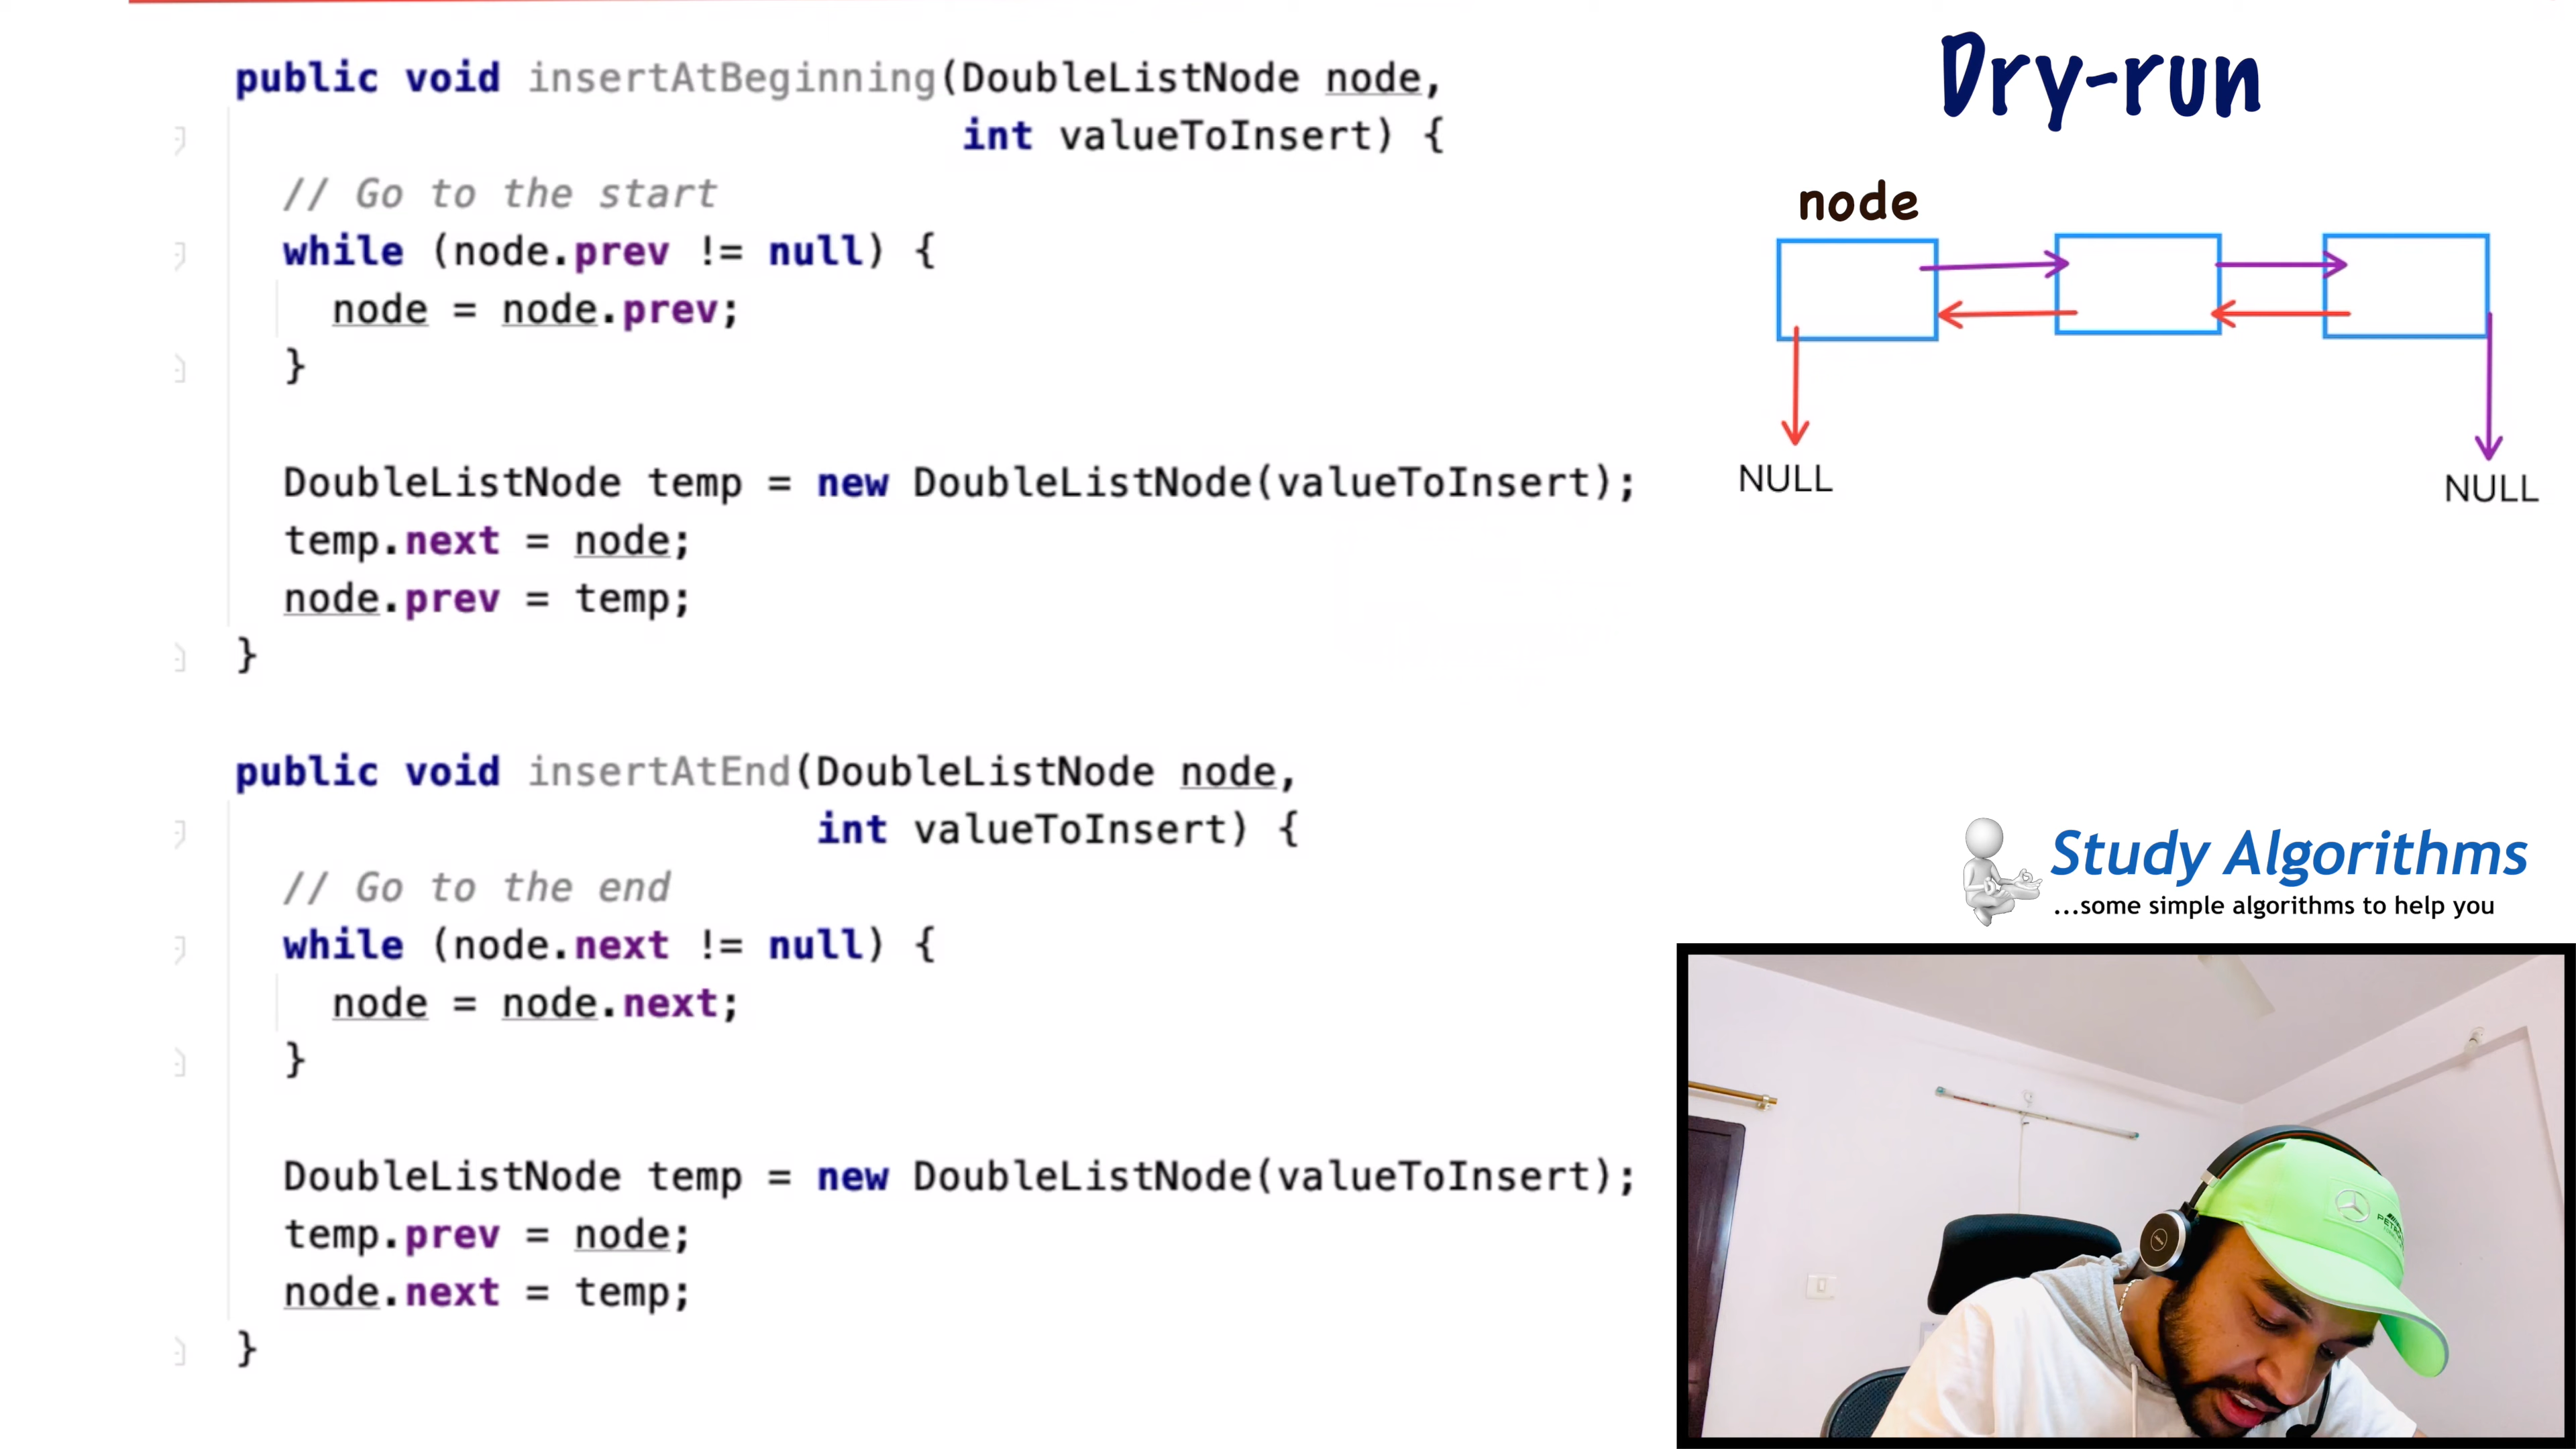 public void insertAtBeginning(DoubleListNode node,
int valueToInsert) {
// Go to the start
while (node.prev != null) {
node = node.prev;
}
DoubleListNode temp = new DoubleListNode(valueToInsert);
temp.next = node;
node.prev = temp;
}
public void insertAtEnd(DoubleListNode node,
int valueToInsert) {
// Go to the end
while (node.next != null) {
node = node.next;
}
DoubleListNode temp = new DoubleListNode(valueToInsert);
temp.prev = node;
node.next = temp;
}
Dry-run
node
NULL
NULL
Study Algorithms
...some simple algorithms to help you